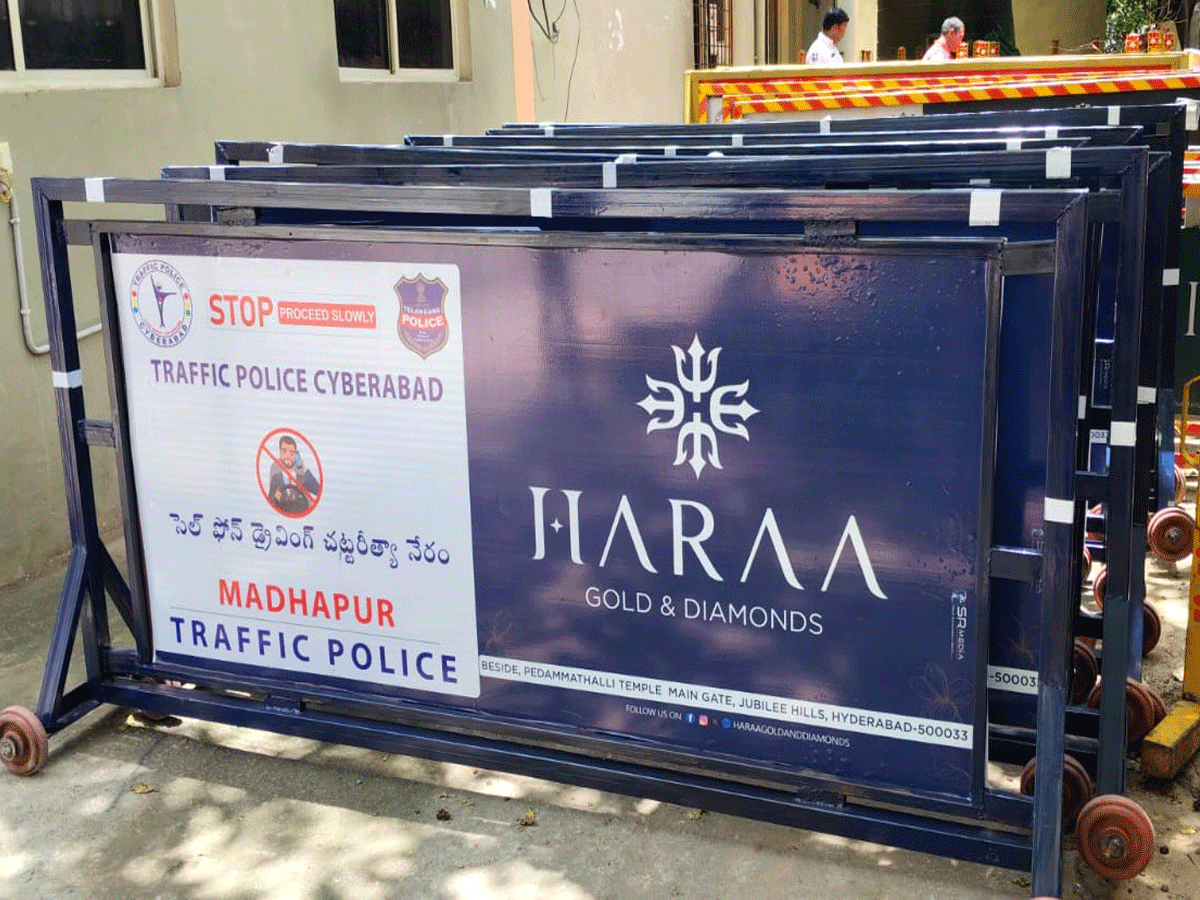 TRAFFIC POLICE
CYBERABAD
STOP PROCEED SLOWLY
TELANGANA
POLICE
TRAFFIC POLICE CYBERABAD
సెల్ ఫోన్ డ్రైవింగ్ చట్టరీత్యా నేరం
MADHAPUR
TRAFFIC POLICE
HARAA
GOLD & DIAMONDS
SR MEDIA
BESIDE, PEDAMMATHALLI TEMPLE MAIN GATE, JUBILEE HILLS, HYDERABAD-500033
FOLLOW US ON HARAAGOLDANDDIAMONDS
-500033